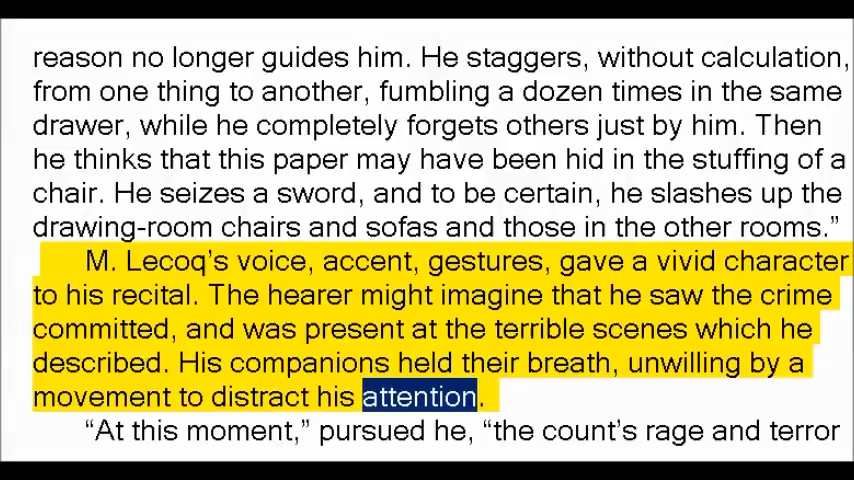 reason no longer guides him. He staggers, without calculation,
from one thing to another, fumbling a dozen times in the same
drawer, while he completely forgets others just by him. Then
he thinks that this paper may have been hid in the stuffing of a
chair. He seizes a sword, and to be certain, he slashes up the
drawing-room chairs and sofas and those in the other rooms.”
M. Lecoq’s voice, accent, gestures, gave a vivid character
to his recital. The hearer might imagine that he saw the crime
committed, and was present at the terrible scenes which he
described. His companions held their breath, unwilling by a
movement to distract his attention.
“At this moment,” pursued he, “the count’s rage and terror